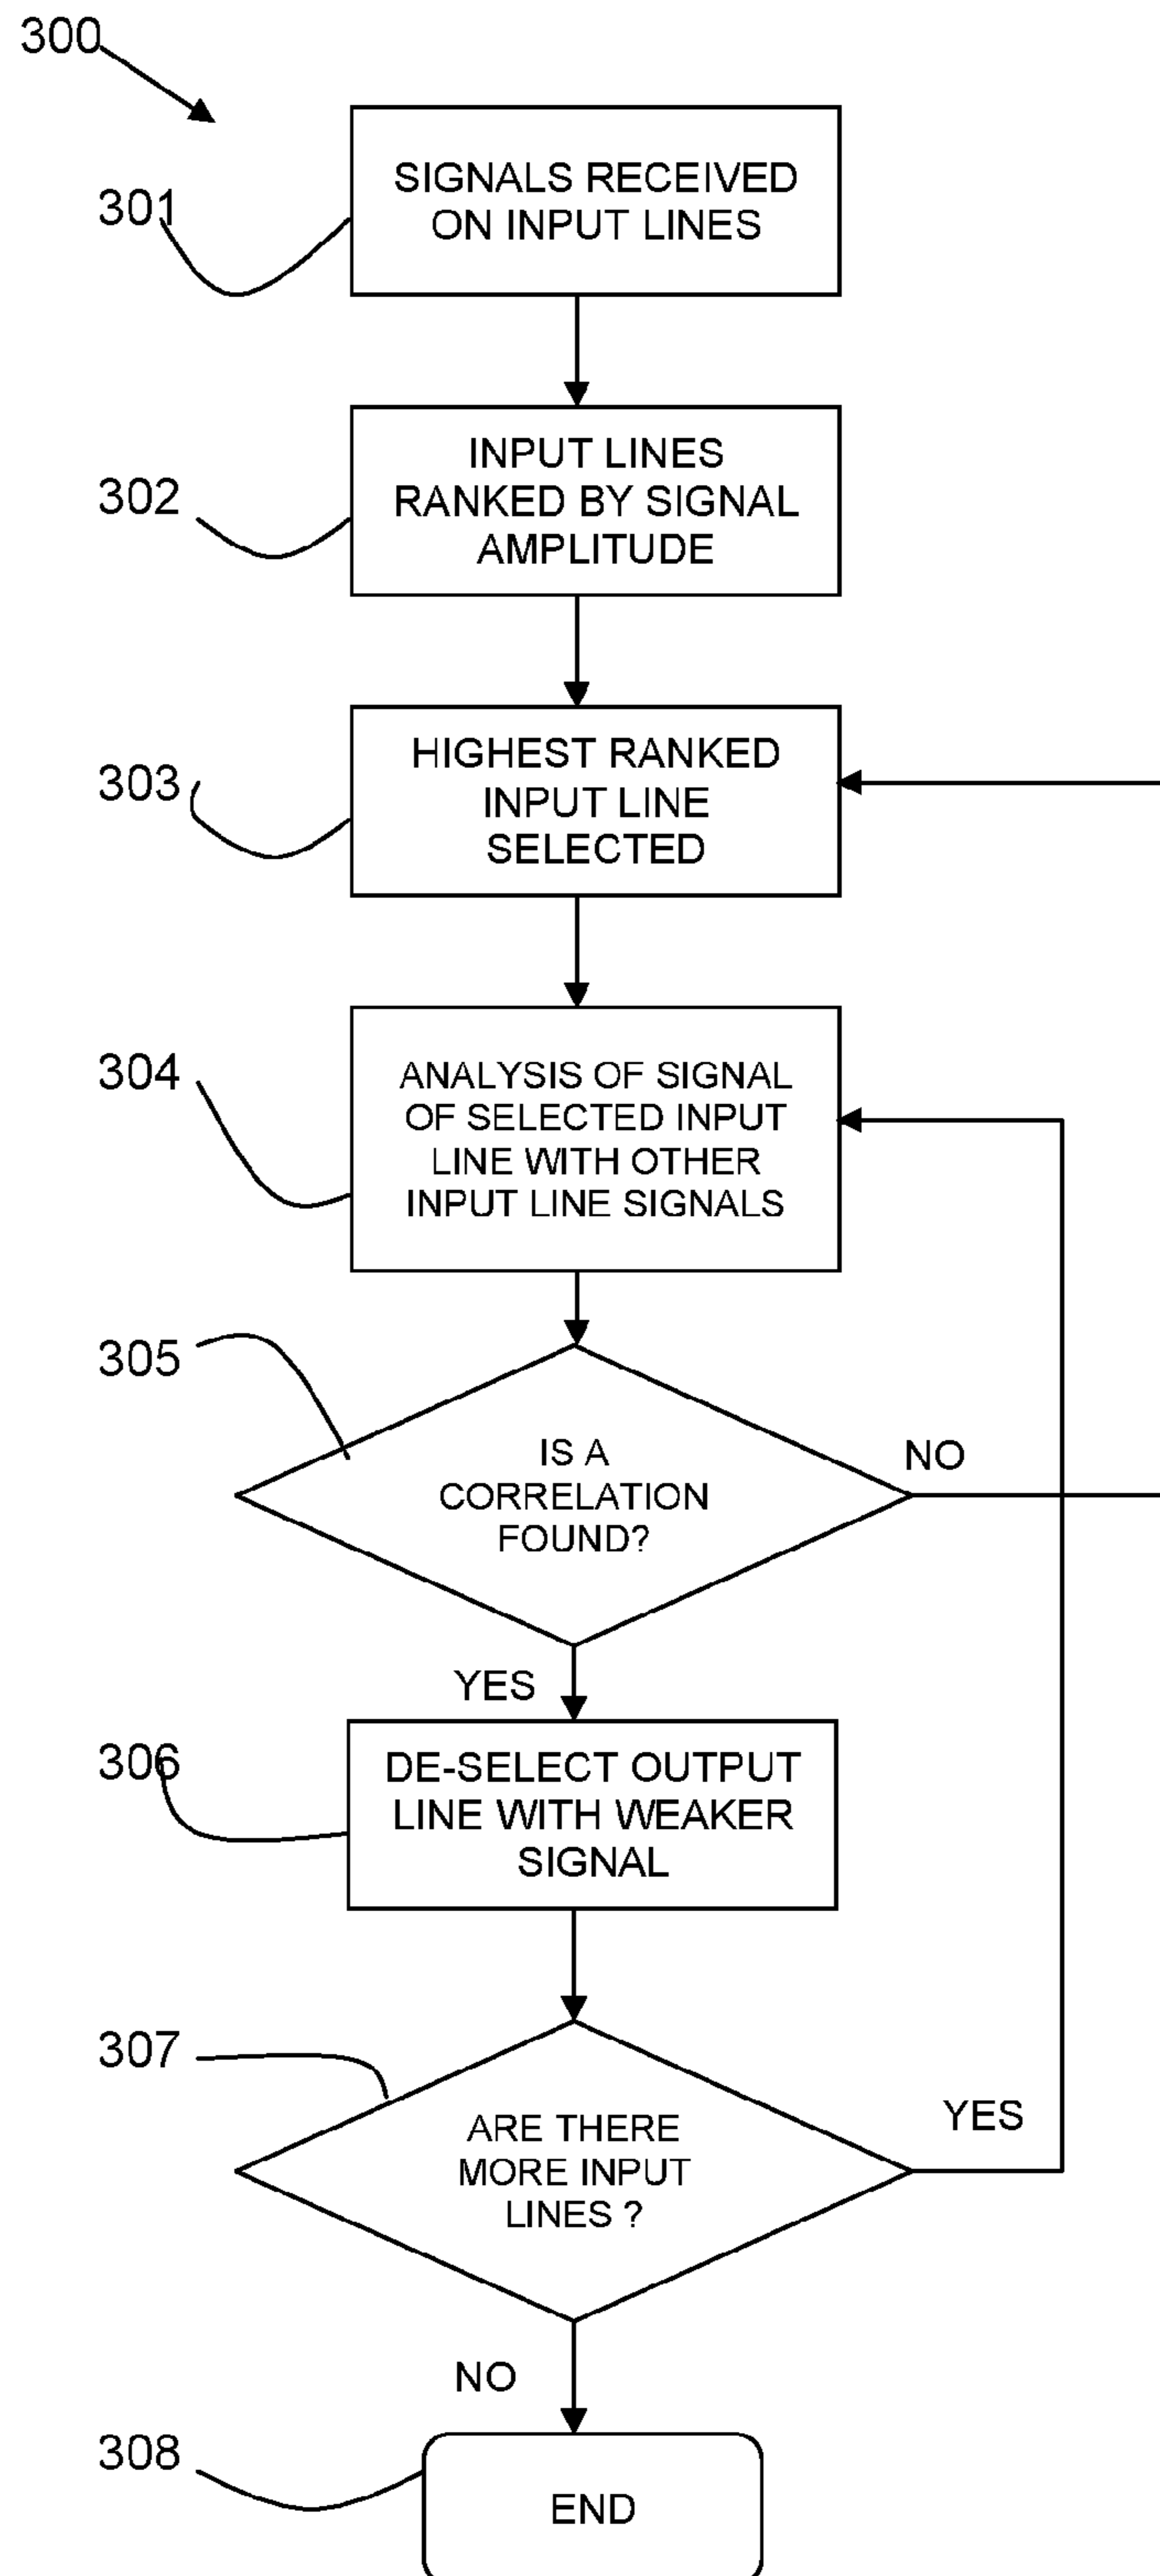 300
301
SIGNALS RECEIVED
ON INPUT LINES
302
INPUT LINES
RANKED BY SIGNAL
AMPLITUDE
303
HIGHEST RANKED
INPUT LINE
SELECTED
304
ANALYSIS OF SIGNAL
OF SELECTED INPUT
LINE WITH OTHER
INPUT LINE SIGNALS
305
IS A
CORRELATION
FOUND?
NO
YES
306
DE-SELECT OUTPUT
LINE WITH WEAKER
SIGNAL
307
ARE THERE
MORE INPUT
LINES ?
YES
NO
308
END